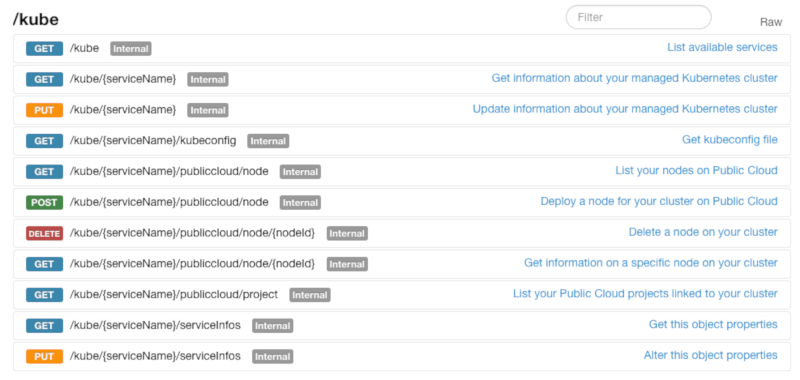 /kube Filter Raw
GET /kube Internal List available services
GET /kube/{serviceName} Internal Get information about your managed Kubernetes cluster
PUT /kube/{serviceName} Internal Update information about your managed Kubernetes cluster
GET /kube/{serviceName}/kubeconfig Internal Get kubeconfig file
GET /kube/{serviceName}/publiccloud/node Internal List your nodes on Public Cloud
POST /kube/{serviceName}/publiccloud/node Internal Deploy a node for your cluster on Public Cloud
DELETE /kube/{serviceName}/publiccloud/node/{nodeId} Internal Delete a node on your cluster
GET /kube/{serviceName}/publiccloud/node/{nodeId} Internal Get information on a specific node on your cluster
GET /kube/{serviceName}/publiccloud/project Internal List your Public Cloud projects linked to your cluster
GET /kube/{serviceName}/serviceInfos Internal Get this object properties
PUT /kube/{serviceName}/serviceInfos Internal Alter this object properties